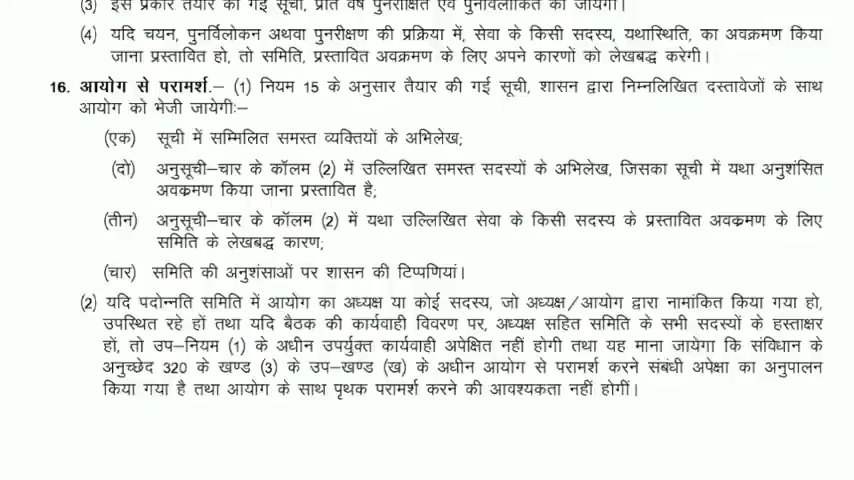 (3) इस प्रकार तैयार की गई सूची, प्रति वर्ष पुनरीक्षित एवं पुनर्विलोकित की जायेगी।
(4) यदि चयन, पुनर्विलोकन अथवा पुनरीक्षण की प्रक्रिया में, सेवा के किसी सदस्य, यथास्थिति, का अवक्रमण किया
जाना प्रस्तावित हो, तो समिति, प्रस्तावित अवक्रमण के लिए अपने कारणों को लेखबद्ध करेगी।
16. आयोग से परामर्श.— (1) नियम 15 के अनुसार तैयार की गई सूची, शासन द्वारा निम्नलिखित दस्तावेजों के साथ
आयोग को भेजी जायेगीः—
(एक) सूची में सम्मिलित समस्त व्यक्तियों के अभिलेख;
(दो) अनुसूची—चार के कॉलम (2) में उल्लिखित समस्त सदस्यों के अभिलेख, जिसका सूची में यथा अनुशंसित
अवक्रमण किया जाना प्रस्तावित है;
(तीन) अनुसूची—चार के कॉलम (2) में यथा उल्लिखित सेवा के किसी सदस्य के प्रस्तावित अवक्रमण के लिए
समिति के लेखबद्ध कारण;
(चार) समिति की अनुशंसाओं पर शासन की टिप्पणियां।
(2) यदि पदोन्नति समिति में आयोग का अध्यक्ष या कोई सदस्य, जो अध्यक्ष/आयोग द्वारा नामांकित किया गया हो,
उपस्थित रहे हों तथा यदि बैठक की कार्यवाही विवरण पर, अध्यक्ष सहित समिति के सभी सदस्यों के हस्ताक्षर
हों, तो उप—नियम (1) के अधीन उपर्युक्त कार्यवाही अपेक्षित नहीं होगी तथा यह माना जायेगा कि संविधान के
अनुच्छेद 320 के खण्ड (3) के उप—खण्ड (ख) के अधीन आयोग से परामर्श करने संबंधी अपेक्षा का अनुपालन
किया गया है तथा आयोग के साथ पृथक परामर्श करने की आवश्यकता नहीं होगीं।